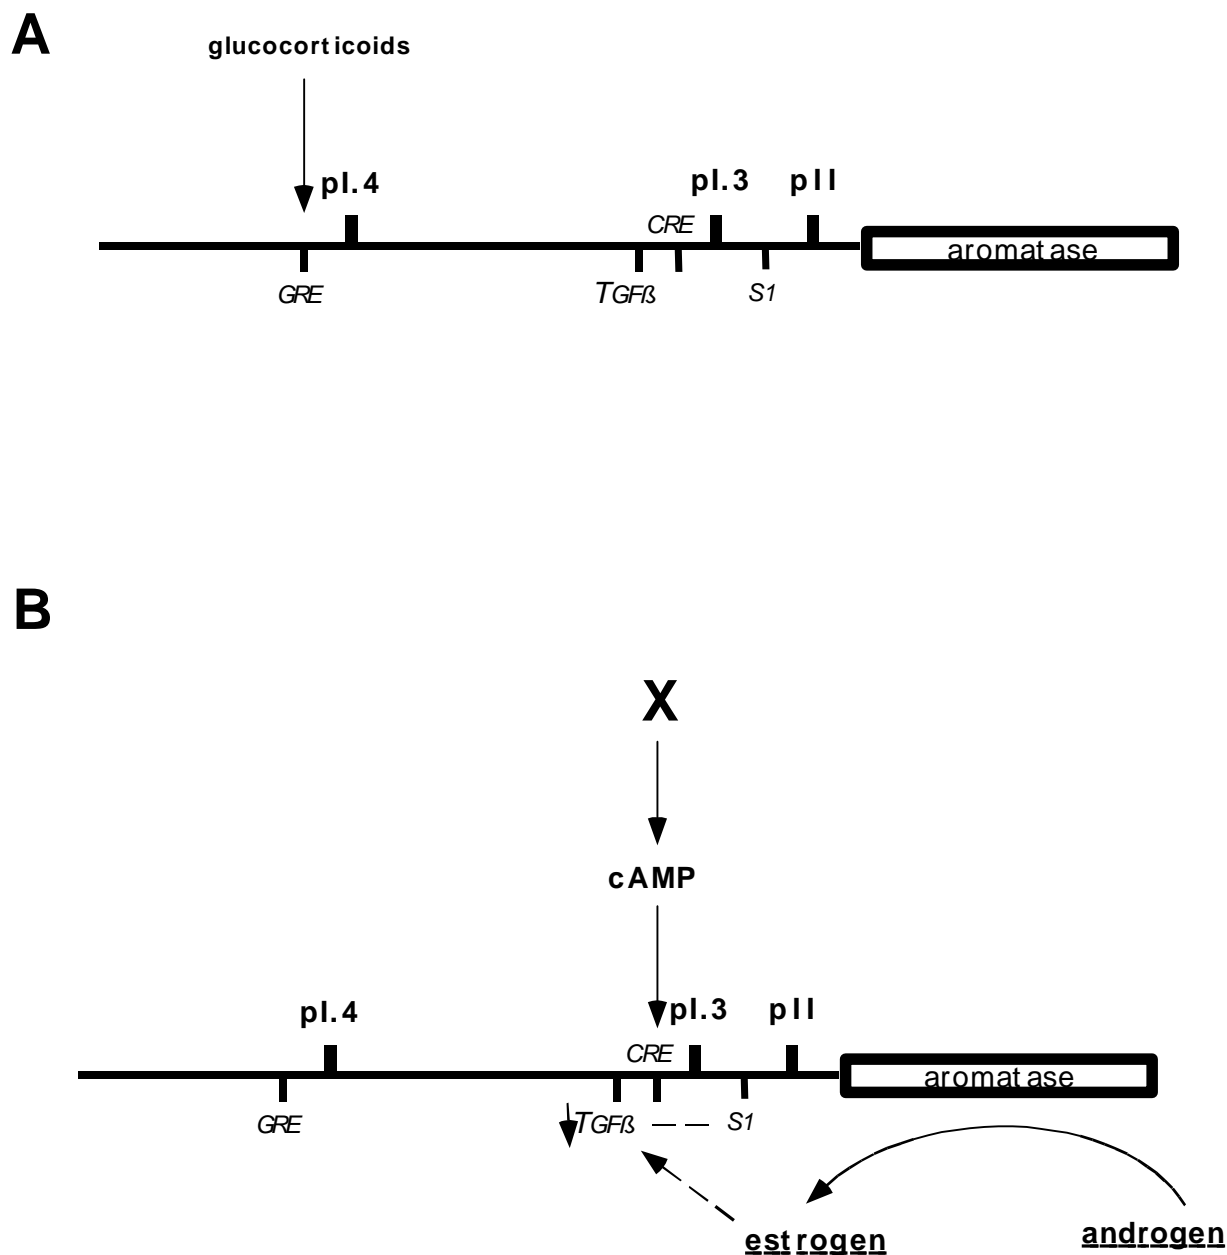 A
glucocorticoids
pI.4
pI.3
pII
CRE
aromatase
GRE
TGFß
S1
B
X
cAMP
pI.4
pI.3
pII
CRE
aromatase
GRE
TGFß
S1
estrogen
androgen